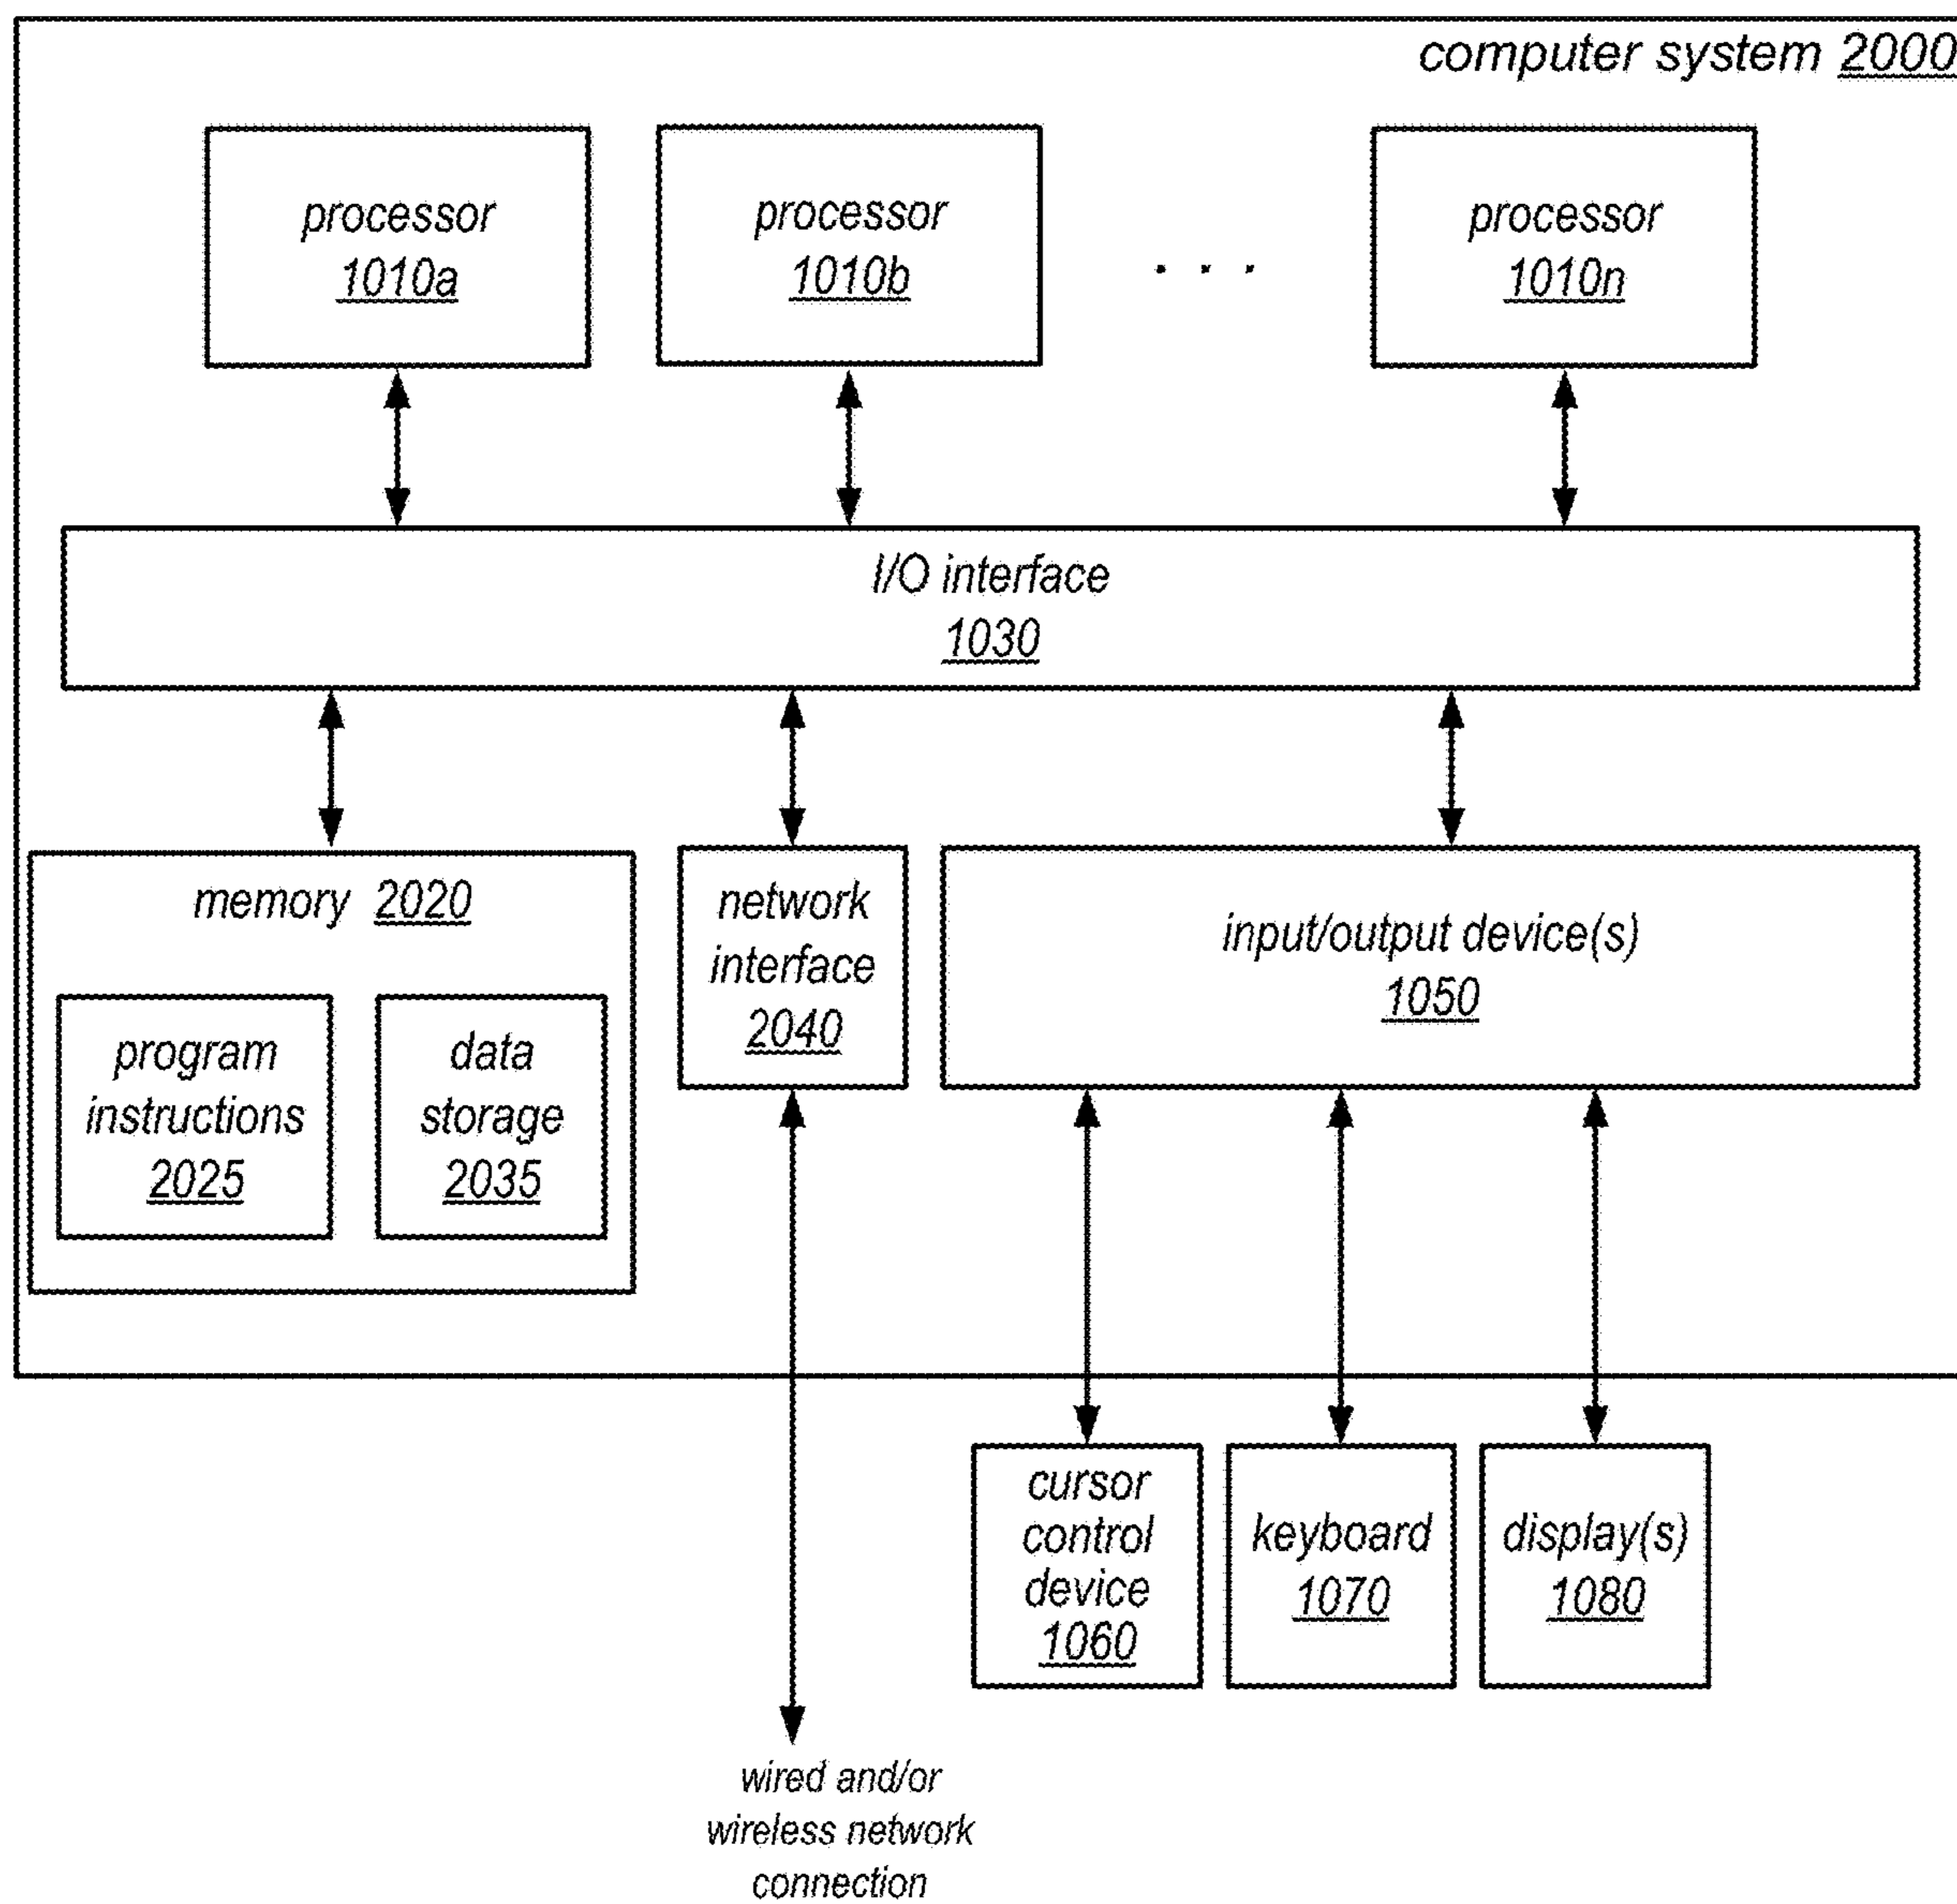 computer system 2000
processor
1010a
processor
1010b
. . .
processor
1010n
I/O interface
1030
memory 2020
program
instructions
2025
data
storage
2035
network
interface
2040
input/output device(s)
1050
cursor
control
device
1060
keyboard
1070
display(s)
1080
wired and/or
wireless network
connection